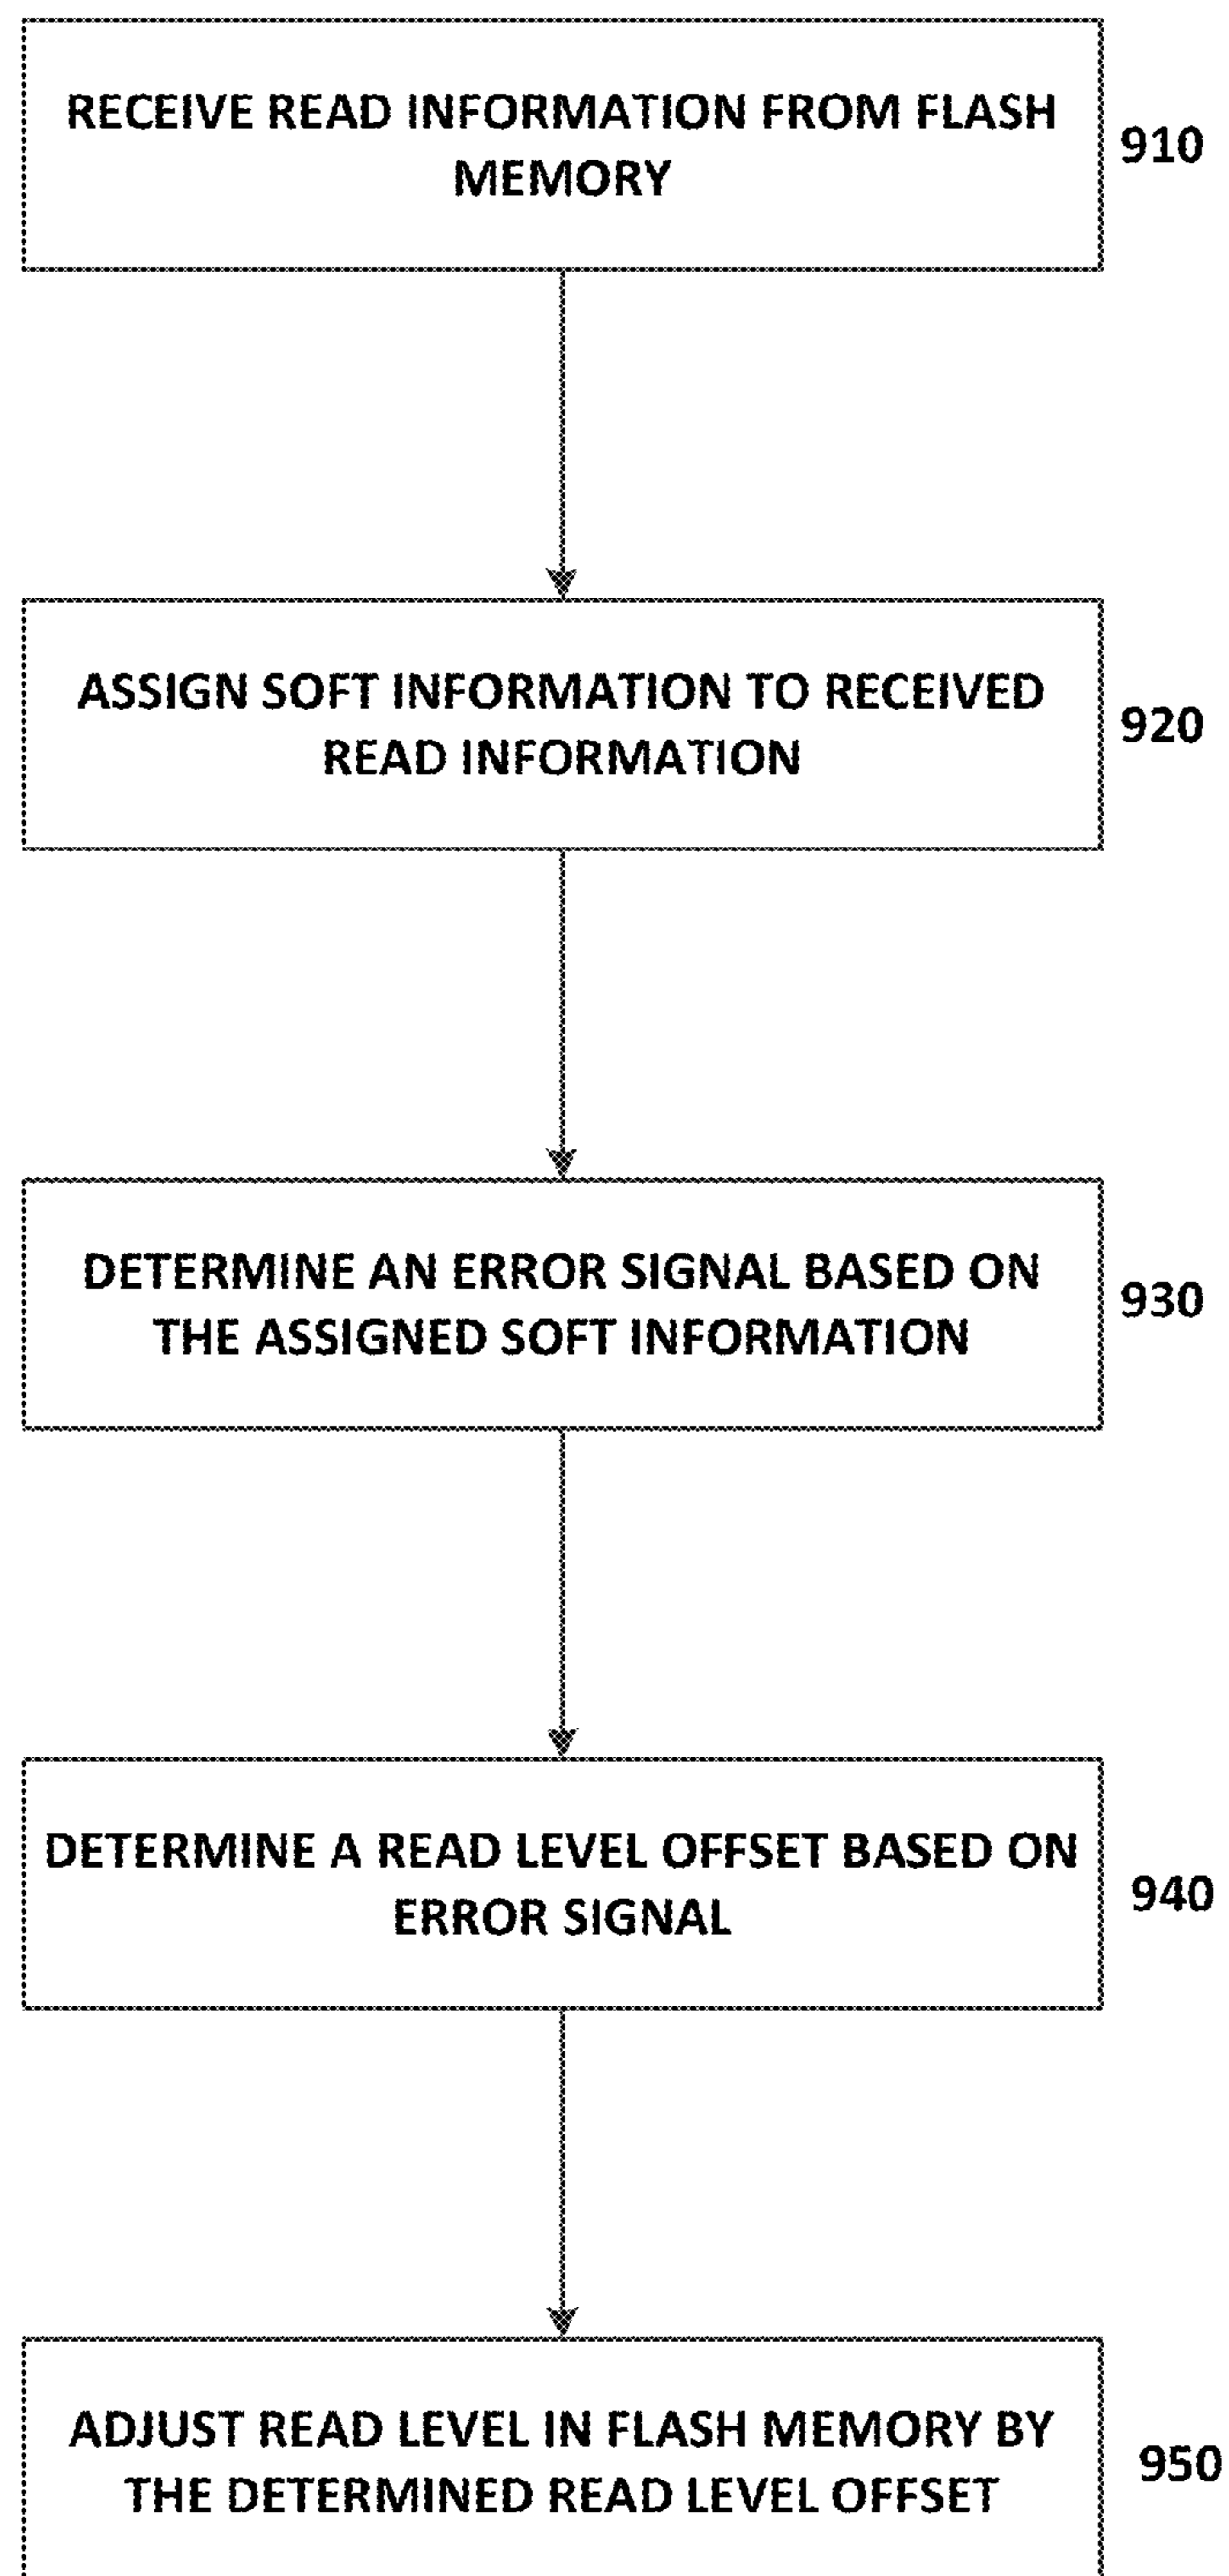 RECEIVE READ INFORMATION FROM FLASH
MEMORY
910
ASSIGN SOFT INFORMATION TO RECEIVED
READ INFORMATION
920
DETERMINE AN ERROR SIGNAL BASED ON
THE ASSIGNED SOFT INFORMATION
930
DETERMINE A READ LEVEL OFFSET BASED ON
ERROR SIGNAL
940
ADJUST READ LEVEL IN FLASH MEMORY BY
THE DETERMINED READ LEVEL OFFSET
950